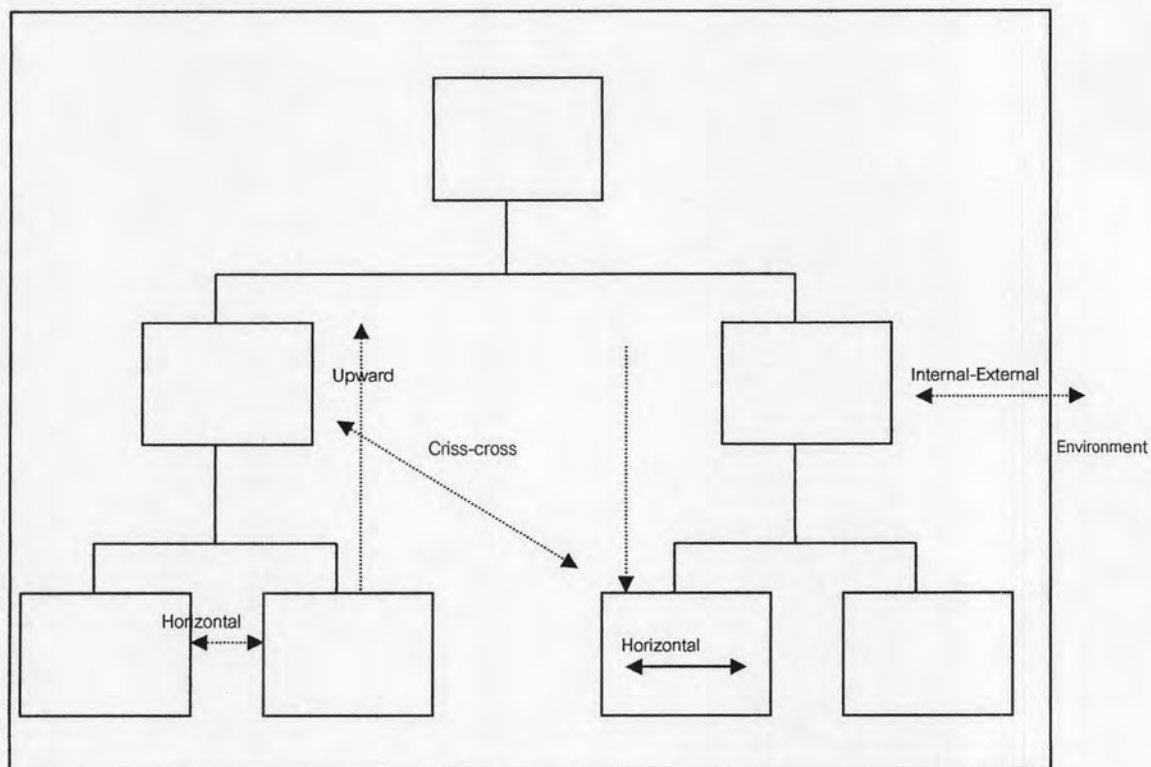 Upward
Internal-External
Criss-cross
Environment
Horizontal
Horizontal